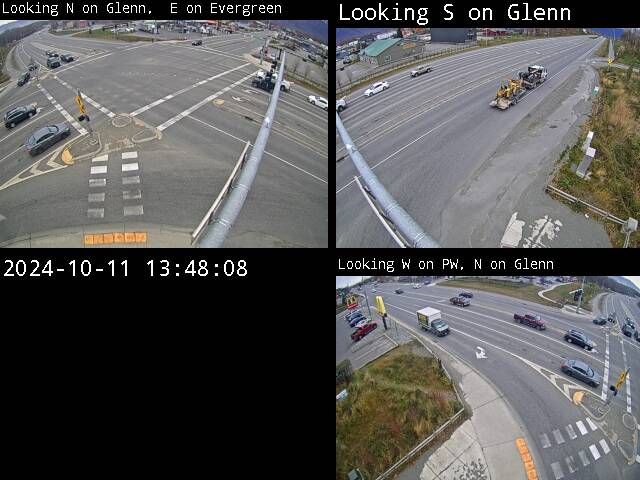 Looking N on Glenn,  E on Evergreen
Looking S on Glenn
2024-10-11 13:48:08
Looking W on PW, N on Glenn